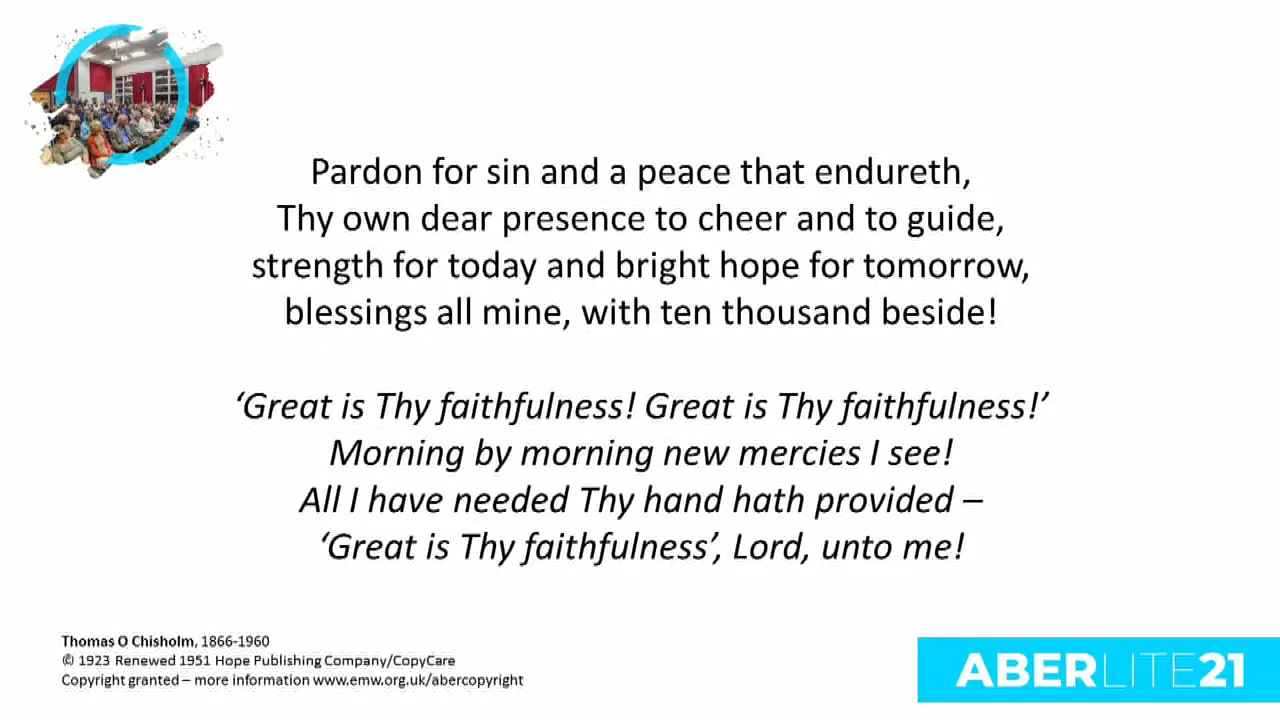 Pardon for sin and a peace that endureth,
Thy own dear presence to cheer and to guide,
strength for today and bright hope for tomorrow,
blessings all mine, with ten thousand beside!
‘Great is Thy faithfulness! Great is Thy faithfulness!’
Morning by morning new mercies I see!
All I have needed Thy hand hath provided –
‘Great is Thy faithfulness’, Lord, unto me!
Thomas O Chisholm, 1866-1960
© 1923 Renewed 1951 Hope Publishing Company/CopyCare
Copyright granted – more information www.emw.org.uk/abercopyright
ABERLITE21